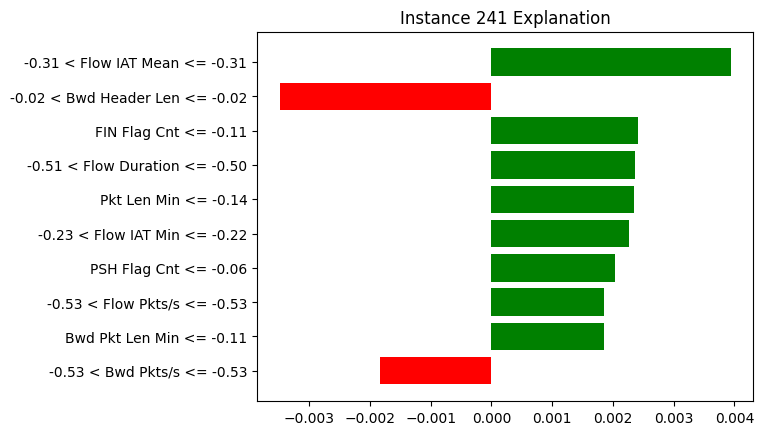 Instance 241 Explanation
-0.31 < Flow IAT Mean <= -0.31
-0.02 < Bwd Header Len <= -0.02
FIN Flag Cnt <= -0.11
-0.51 < Flow Duration <= -0.50
Pkt Len Min <= -0.14
-0.23 < Flow IAT Min <= -0.22
PSH Flag Cnt <= -0.06
-0.53 < Flow Pkts/s <= -0.53
Bwd Pkt Len Min <= -0.11
-0.53 < Bwd Pkts/s <= -0.53
−0.003 −0.002 −0.001 0.000 0.001 0.002 0.003 0.004